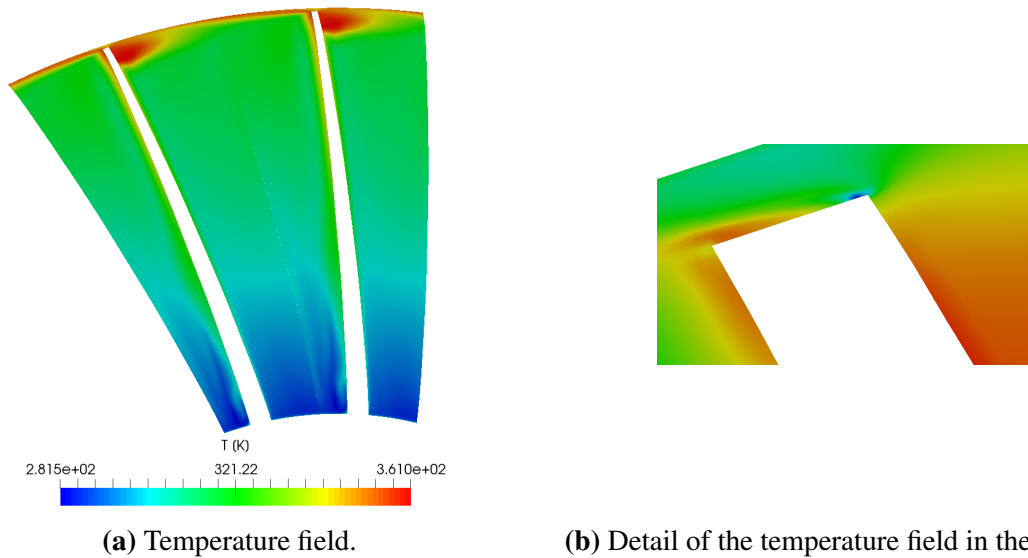 T (K)
2.815e+02 321.22 3.610e+02
(a) Temperature field.
(b) Detail of the temperature field in the